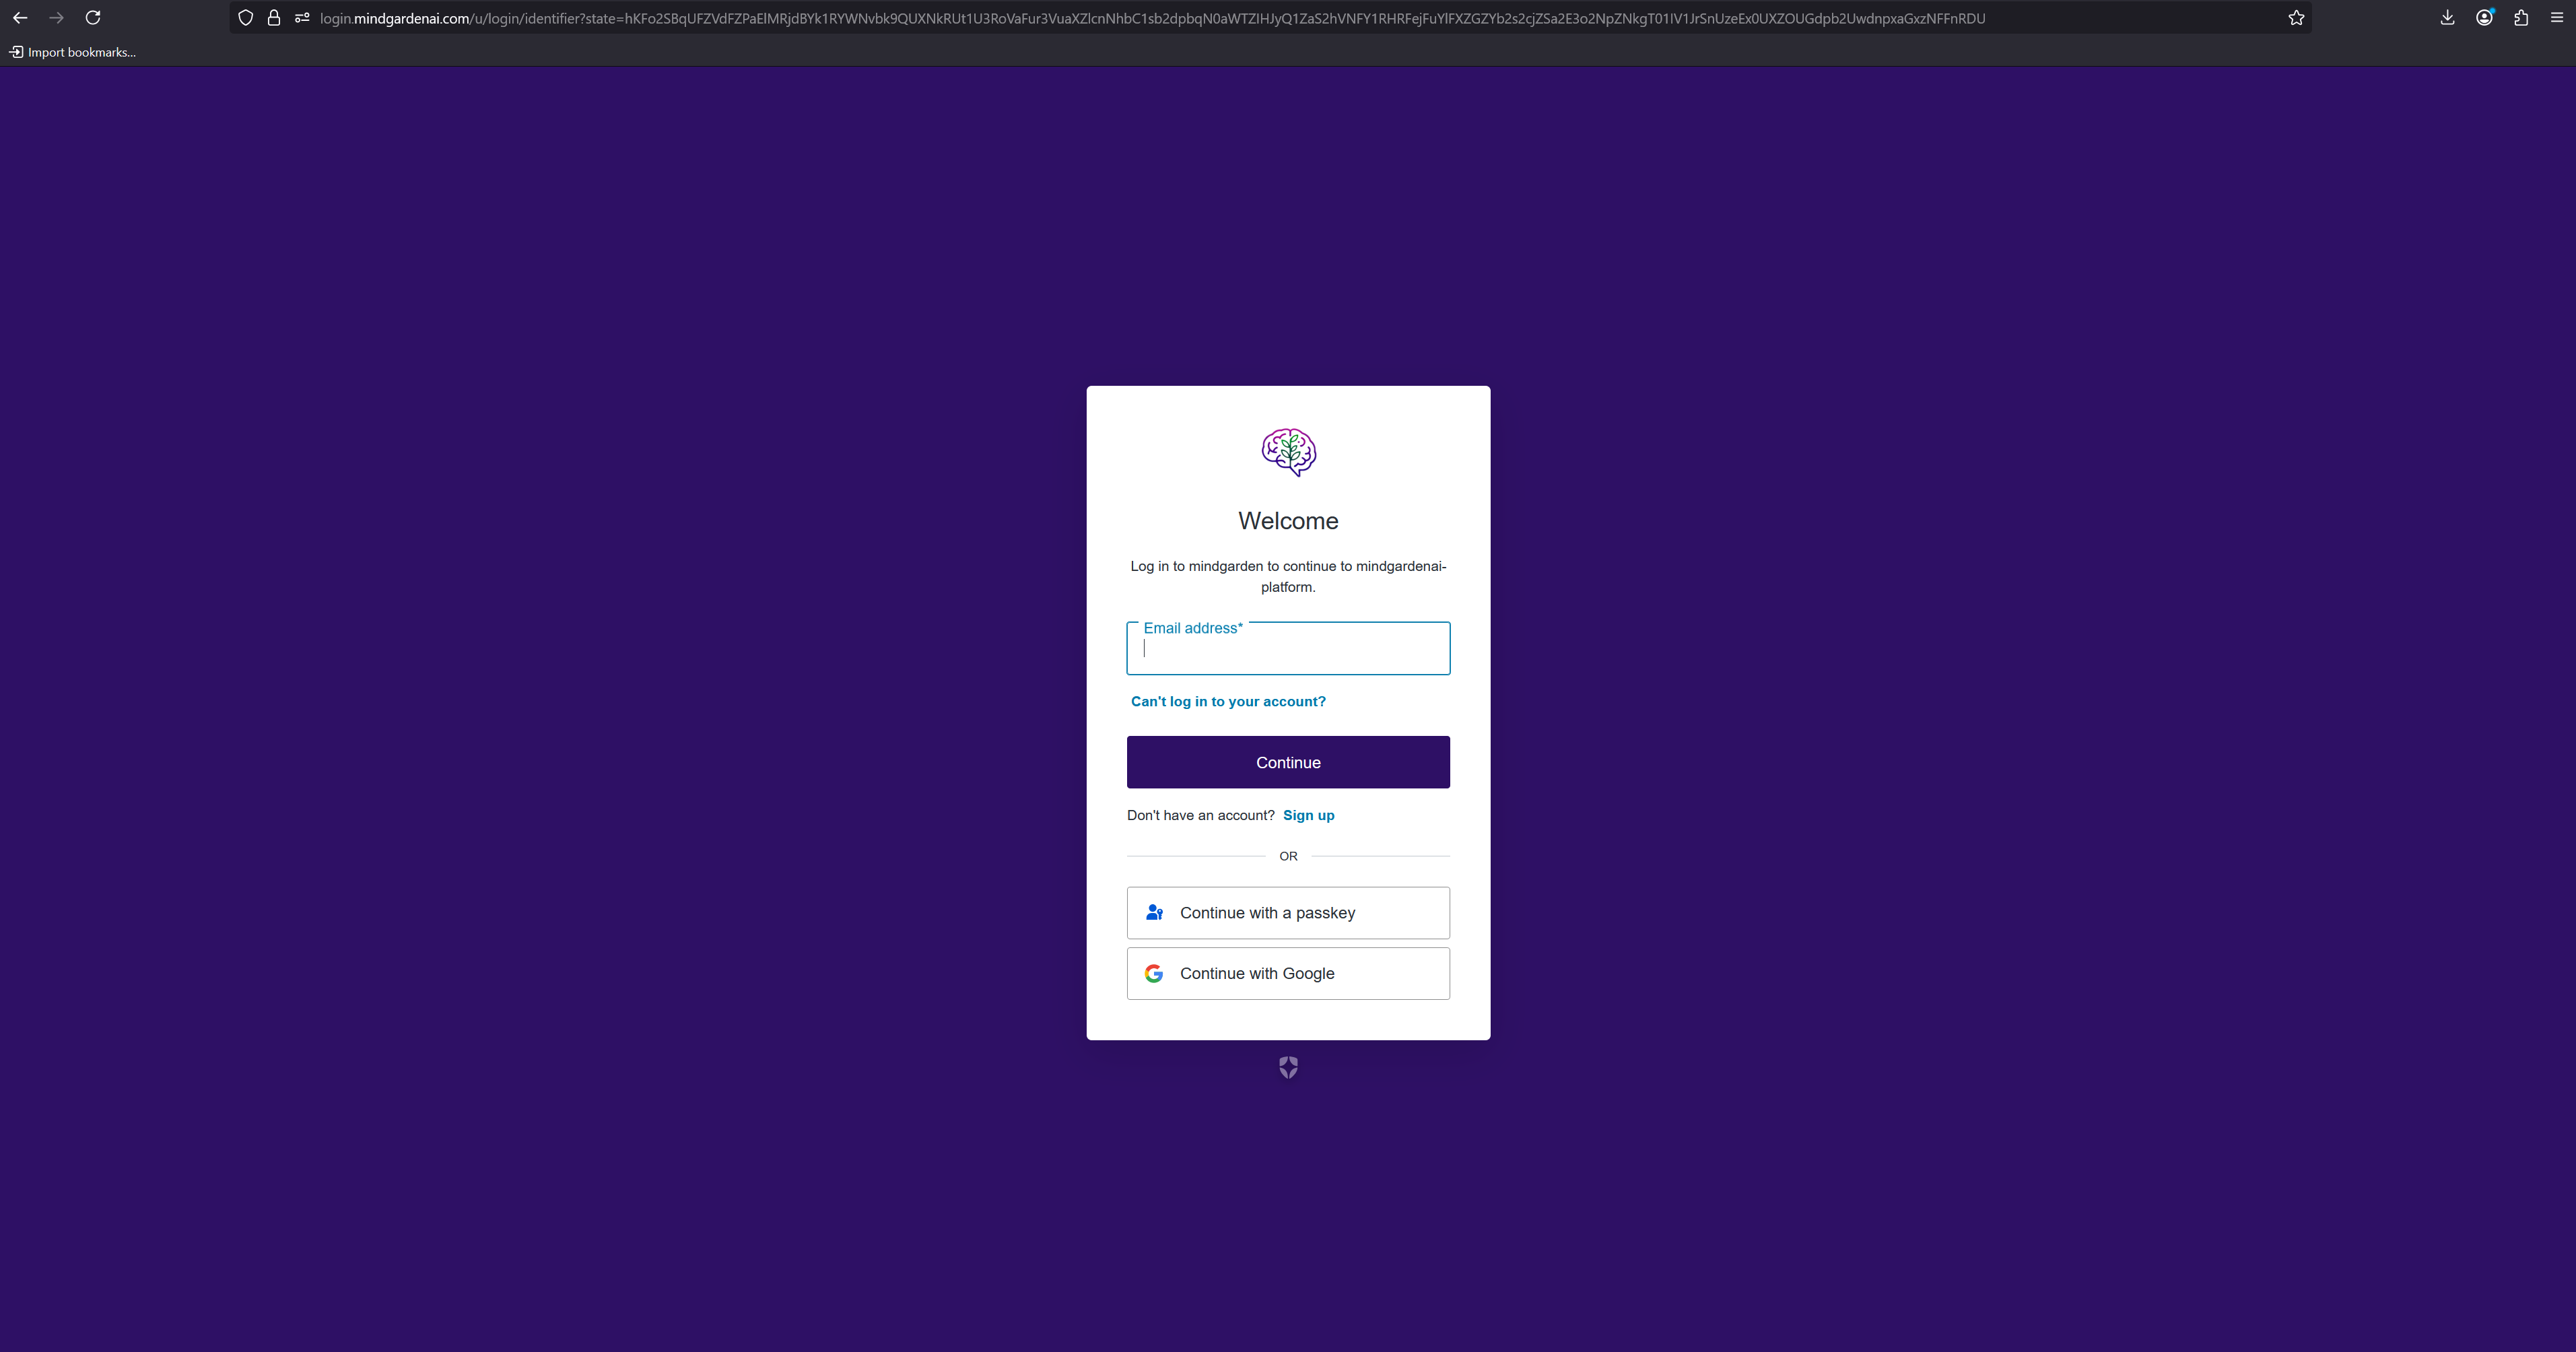 login.mindgardenai.com/u/login/identifier?state=hKFo2SBqUFZVdFZPaElMRjdBYk1RYWNvbk9QUXNkRUt1U3RoVaFur3VuaXZlcnNhbC1sb2dpbqN0aWTZIHJyQ1ZaS2hVNFY1RHRFejFuYlFXZGZYb2s2cjZSa2E3o2NpZNkgT01IV1JrSnUzeEx0UXZOUGdpb2UwdnpxaGxzNFFnRDU
Import bookmarks...
Welcome
Log in to mindgarden to continue to mindgardenai-
platform.
Email address*
Can't log in to your account?
Continue
Don't have an account? Sign up
OR
Continue with a passkey
Continue with Google